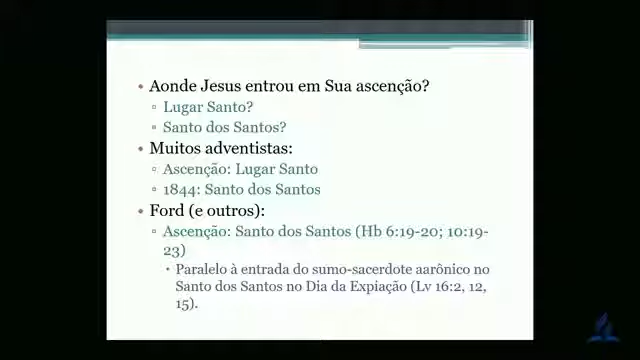 • Aonde Jesus entrou em Sua ascenção?
▫ Lugar Santo?
▫ Santo dos Santos?
• Muitos adventistas:
▫ Ascenção: Lugar Santo
▫ 1844: Santo dos Santos
• Ford (e outros):
▫ Ascenção: Santo dos Santos (Hb 6:19-20; 10:19-
23)
• Paralelo à entrada do sumo-sacerdote aarônico no
Santo dos Santos no Dia da Expiação (Lv 16:2, 12,
15).